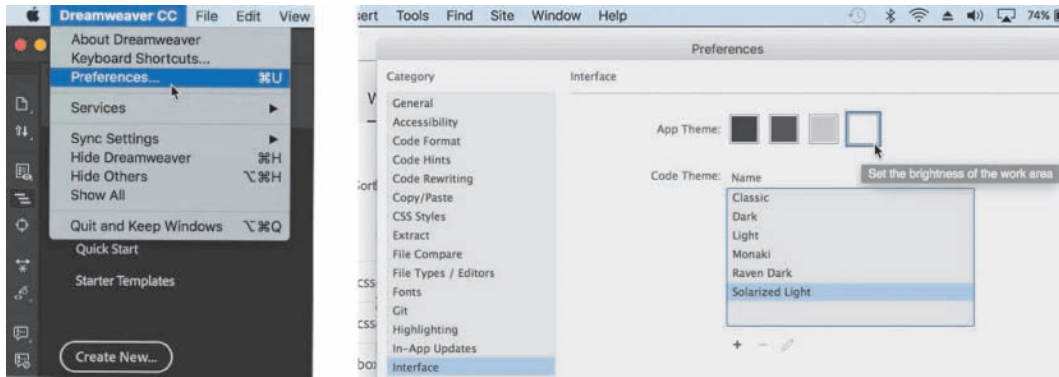 Dreamweaver CC File Edit View
About Dreamweaver
Keyboard Shortcuts...
Preferences... ⌘U
Services ▶
Sync Settings ▶
Hide Dreamweaver ⌘H
Hide Others ⌥⌘H
Show All
Quit and Keep Windows ⌥⌘Q
Quick Start
Starter Templates
Create New...
sert Tools Find Site Window Help 74%
Preferences
Category
General
Accessibility
Code Format
Code Hints
Code Rewriting
Copy/Paste
CSS Styles
Extract
File Compare
File Types / Editors
Fonts
Git
Highlighting
In-App Updates
Interface
Interface
App Theme:
Set the brightness of the work area
Code Theme: Name
Classic
Dark
Light
Monaki
Raven Dark
Solarized Light
+ −